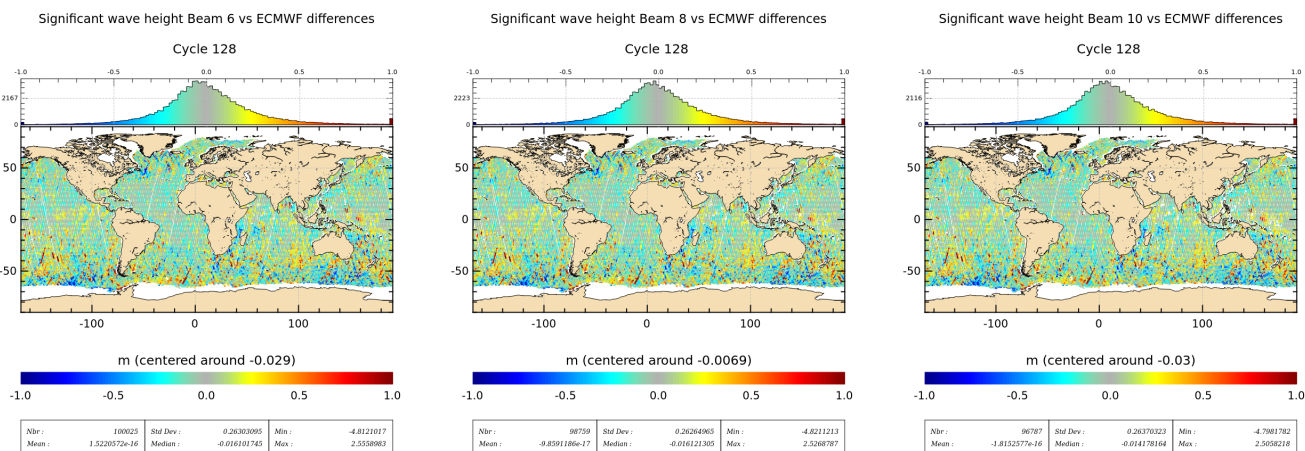 Significant wave height Beam 6 vs ECMWF differences
Cycle 128
-1.0 -0.5 0.0 0.5 1.0
2167
0
50
0
-50
-100 0 100
m (centered around -0.029)
-1.0 -0.5 0.0 0.5 1.0
Nbr : 100025 Std Dev : 0.26303095 Min : -4.8121017
Mean : 1.5220572e-16 Median : -0.016101745 Max : 2.5558983
Significant wave height Beam 8 vs ECMWF differences
Cycle 128
-1.0 -0.5 0.0 0.5 1.0
2223
0
50
0
-50
-100 0 100
m (centered around -0.0069)
-1.0 -0.5 0.0 0.5 1.0
Nbr : 98759 Std Dev : 0.26264965 Min : -4.8211213
Mean : -9.8591186e-17 Median : -0.016121305 Max : 2.5268787
Significant wave height Beam 10 vs ECMWF differences
Cycle 128
-1.0 -0.5 0.0 0.5 1.0
2116
0
50
0
-50
-100 0 100
m (centered around -0.03)
-1.0 -0.5 0.0 0.5 1.0
Nbr : 96787 Std Dev : 0.26370323 Min : -4.7981782
Mean : -1.8152577e-16 Median : -0.014178164 Max : 2.5058218